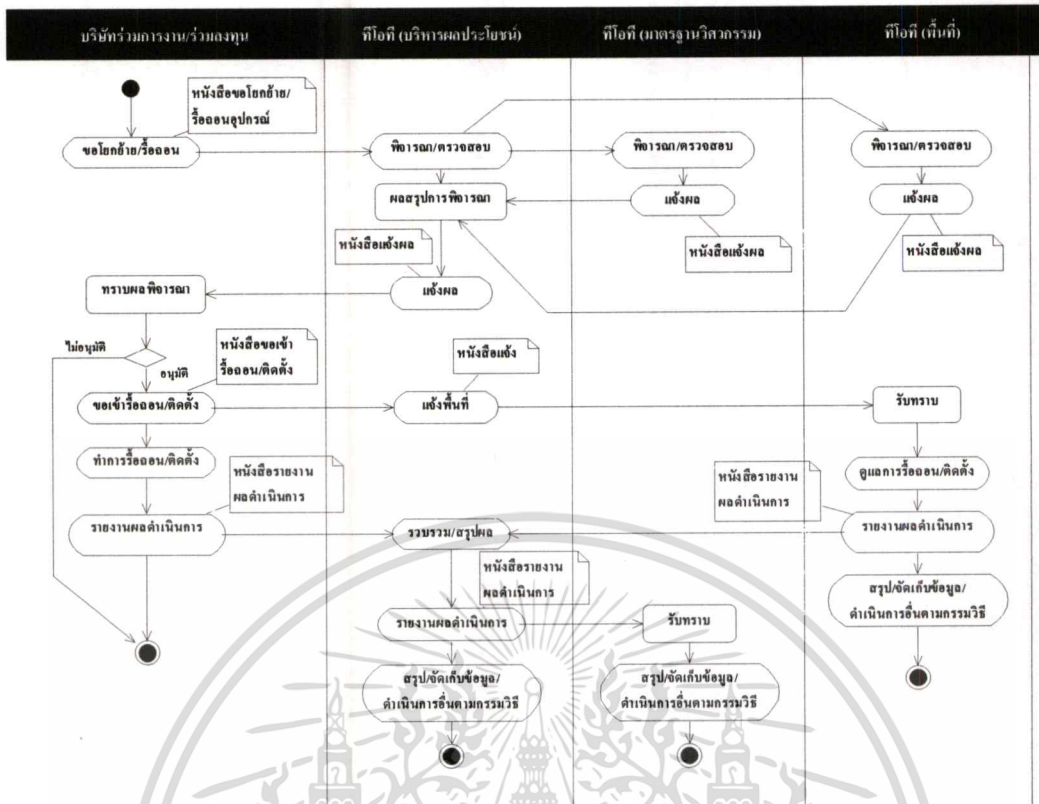 บริษัทร่วมการงาน/ร่วมลงทุน
ทีโอที (บริหารผลประโยชน์)
ทีโอที (มาตรฐานวิศวกรรม)
ทีโอที (พื้นที่)
หนังสือขอโยกย้าย/
รื้อถอนอุปกรณ์
ขอโยกย้าย/รื้อถอน
พิจารณา/ตรวจสอบ
พิจารณา/ตรวจสอบ
พิจารณา/ตรวจสอบ
ผลสรุปการพิจารณา
แจ้งผล
แจ้งผล
หนังสือแจ้งผล
หนังสือแจ้งผล
หนังสือแจ้งผล
ทราบผลพิจารณา
แจ้งผล
ไม่อนุมัติ
อนุมัติ
หนังสือขอเข้า
รื้อถอน/ติดตั้ง
หนังสือแจ้ง
ขอเข้ารื้อถอน/ติดตั้ง
แจ้งพื้นที่
รับทราบ
ทำการรื้อถอน/ติดตั้ง
หนังสือรายงาน
ผลดำเนินการ
หนังสือรายงาน
ผลดำเนินการ
ดูแลการรื้อถอน/ติดตั้ง
รายงานผลดำเนินการ
รวบรวม/สรุปผล
รายงานผลดำเนินการ
หนังสือรายงาน
ผลดำเนินการ
สรุป/จัดเก็บข้อมูล/
ดำเนินการอื่นตามกรรมวิธี
รายงานผลดำเนินการ
รับทราบ
สรุป/จัดเก็บข้อมูล/
ดำเนินการอื่นตามกรรมวิธี
สรุป/จัดเก็บข้อมูล/
ดำเนินการอื่นตามกรรมวิธี